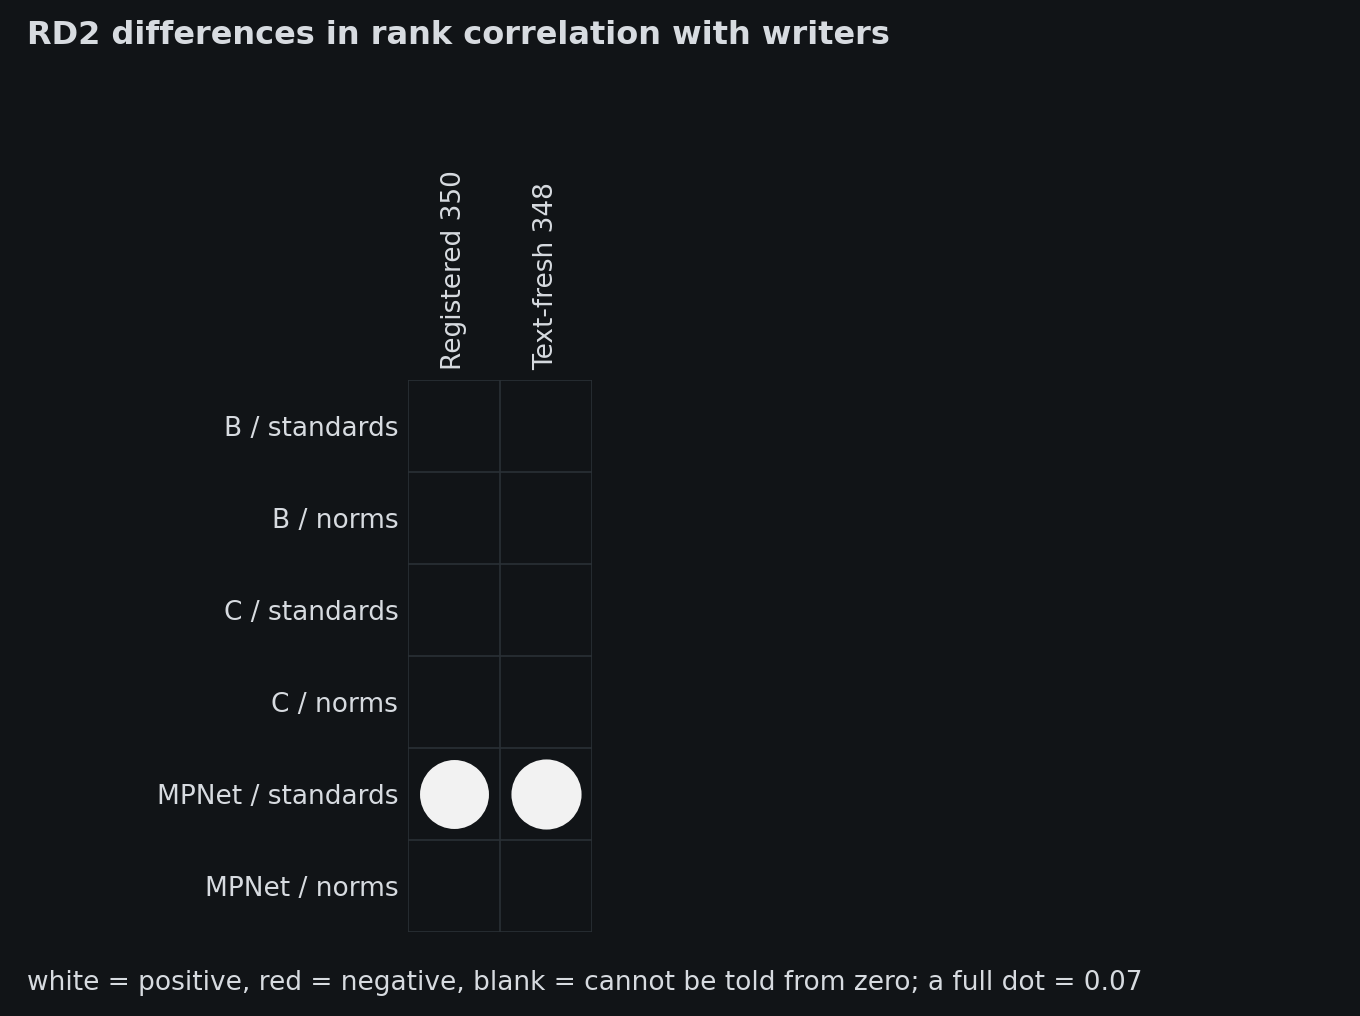 RD2 differences in rank correlation with writers
Registered 350
Text-fresh 348
B / standards
B / norms
C / standards
C / norms
MPNet / standards
MPNet / norms
white = positive, red = negative, blank = cannot be told from zero; a full dot = 0.07